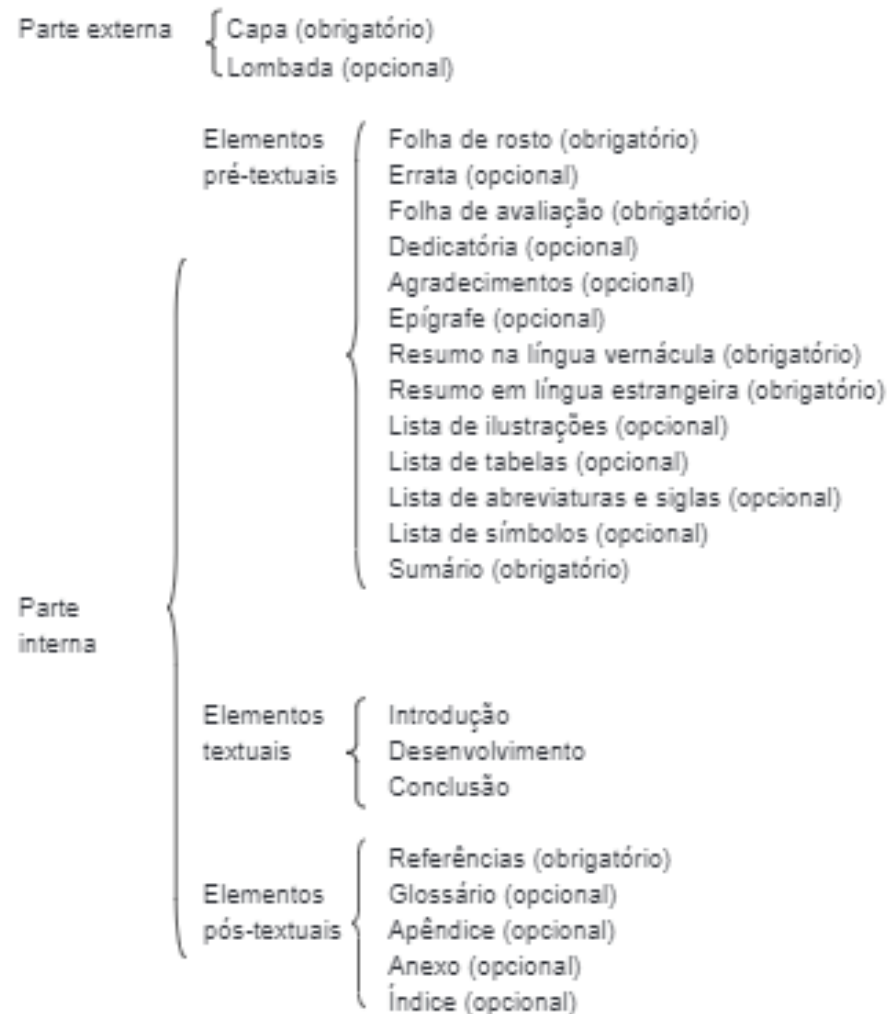 Parte externa
Capa (obrigatório)
Lombada (opcional)
Parte
interna
Elementos
pré-textuais
Folha de rosto (obrigatório)
Errata (opcional)
Folha de avaliação (obrigatório)
Dedicatória (opcional)
Agradecimentos (opcional)
Epígrafe (opcional)
Resumo na língua vernácula (obrigatório)
Resumo em língua estrangeira (obrigatório)
Lista de ilustrações (opcional)
Lista de tabelas (opcional)
Lista de abreviaturas e siglas (opcional)
Lista de símbolos (opcional)
Sumário (obrigatório)
Elementos
textuais
Introdução
Desenvolvimento
Conclusão
Elementos
pós-textuais
Referências (obrigatório)
Glossário (opcional)
Apêndice (opcional)
Anexo (opcional)
Índice (opcional)